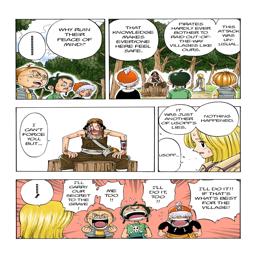 THIS
ATTACK
WAS
UN-
USUAL.
PIRATES
HARDLY EVER
BOTHER TO
RAID OUT-OF-
THE-WAY
VILLAGES LIKE
OURS.
THAT
KNOWLEDGE
MAKES
EVERYONE
HERE FEEL
SAFE.
WHY RUIN
THEIR
PEACE OF
MIND?
NOTHING
HAPPENED.
IT WAS
JUST ANOTHER
OF
USOPP'S
LIES.
USOPP...
I
CAN'T
FORCE
YOU,
BUT...
I'LL DO IT!! IF
THAT'S WHAT'S
BEST FOR
THE
VILLAGE!
I'LL
DO IT,
TOO!!
ME
TOO
!!
I'LL
CARRY
OUR
SECRET
TO THE
GRAVE!